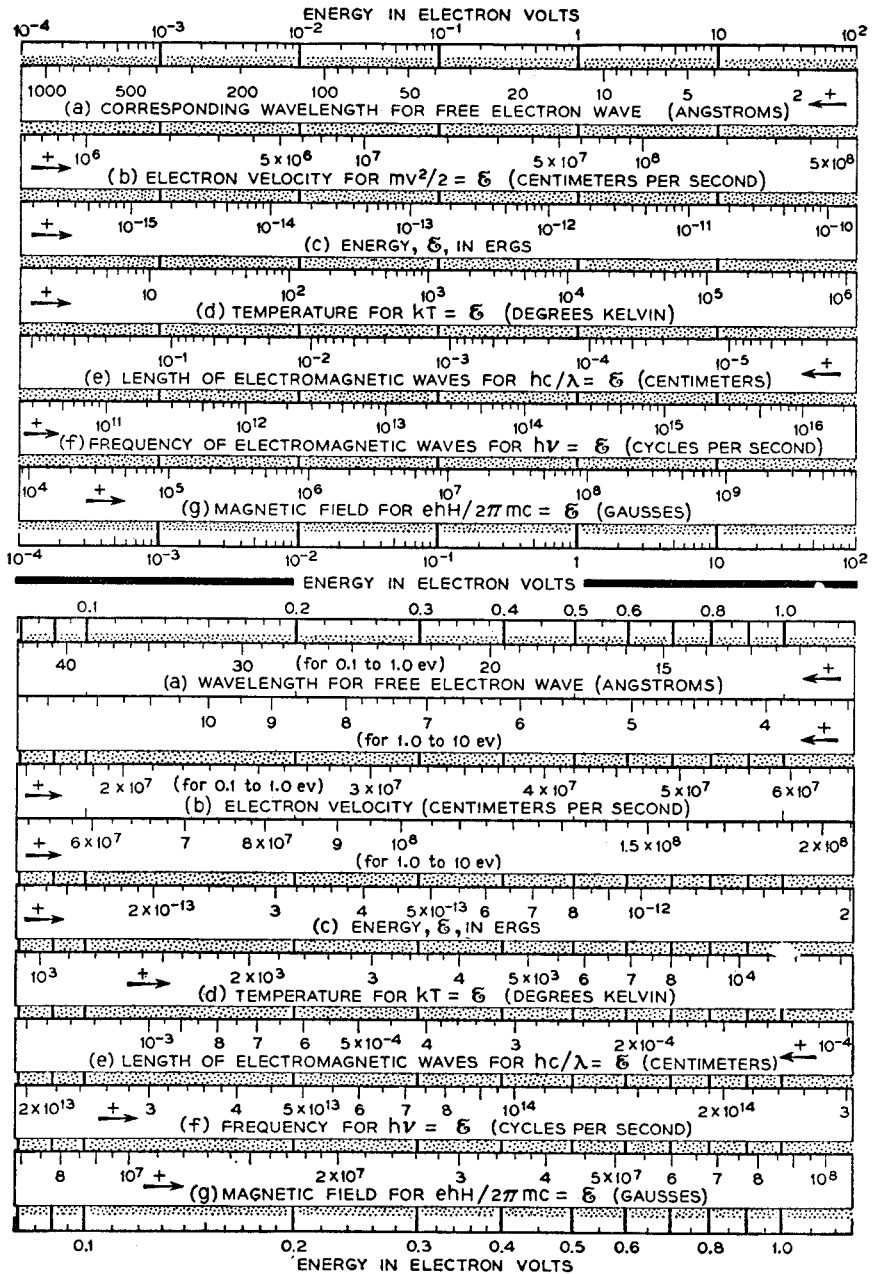 ENERGY IN ELECTRON VOLTS
10⁻⁴ 10⁻³ 10⁻² 10⁻¹ 1 10 10²
1000 500 200 100 50 20 10 5 2 +
(a) CORRESPONDING WAVELENGTH FOR FREE ELECTRON WAVE (ANGSTROMS)
+ 10⁶ 5×10⁶ 10⁷ 5×10⁷ 10⁸ 5×10⁸
(b) ELECTRON VELOCITY FOR mv²/2 = ℰ (CENTIMETERS PER SECOND)
+ 10⁻¹⁵ 10⁻¹⁴ 10⁻¹³ 10⁻¹² 10⁻¹¹ 10⁻¹⁰
(c) ENERGY, ℰ, IN ERGS
+ 10 10² 10³ 10⁴ 10⁵ 10⁶
(d) TEMPERATURE FOR kT = ℰ (DEGREES KELVIN)
10⁻¹ 10⁻² 10⁻³ 10⁻⁴ 10⁻⁵ +
(e) LENGTH OF ELECTROMAGNETIC WAVES FOR hc/λ = ℰ (CENTIMETERS)
+ 10¹¹ 10¹² 10¹³ 10¹⁴ 10¹⁵ 10¹⁶
(f) FREQUENCY OF ELECTROMAGNETIC WAVES FOR hν = ℰ (CYCLES PER SECOND)
10⁴ + 10⁵ 10⁶ 10⁷ 10⁸ 10⁹
(g) MAGNETIC FIELD FOR ehH/2π mc = ℰ (GAUSSES)
10⁻⁴ 10⁻³ 10⁻² 10⁻¹ 1 10 10²
ENERGY IN ELECTRON VOLTS
0.1 0.2 0.3 0.4 0.5 0.6 0.8 1.0
40 30 (for 0.1 to 1.0 ev) 20 15 +
(a) WAVELENGTH FOR FREE ELECTRON WAVE (ANGSTROMS)
10 9 8 7 6 5 4 +
(for 1.0 to 10 ev)
+ 2×10⁷ (for 0.1 to 1.0 ev) 3×10⁷ 4×10⁷ 5×10⁷ 6×10⁷
(b) ELECTRON VELOCITY (CENTIMETERS PER SECOND)
+ 6×10⁷ 7 8×10⁷ 9 10⁸ 1.5×10⁸ 2×10⁸
(for 1.0 to 10 ev)
+ 2×10⁻¹³ 3 4 5×10⁻¹³ 6 7 8 10⁻¹² 2
(c) ENERGY, ℰ, IN ERGS
10³ + 2×10³ 3 4 5×10³ 6 7 8 10⁴
(d) TEMPERATURE FOR kT = ℰ (DEGREES KELVIN)
10⁻³ 8 7 6 5×10⁻⁴ 4 3 2×10⁻⁴ + 10⁻⁴
(e) LENGTH OF ELECTROMAGNETIC WAVES FOR hc/λ = ℰ (CENTIMETERS)
2×10¹³ + 3 4 5×10¹³ 6 7 8 10¹⁴ 2×10¹⁴ 3
(f) FREQUENCY FOR hν = ℰ (CYCLES PER SECOND)
8 10⁷ + 2×10⁷ 3 4 5×10⁷ 6 7 8 10⁸
(g) MAGNETIC FIELD FOR ehH/2π mc = ℰ (GAUSSES)
0.1 0.2 0.3 0.4 0.5 0.6 0.8 1.0
ENERGY IN ELECTRON VOLTS